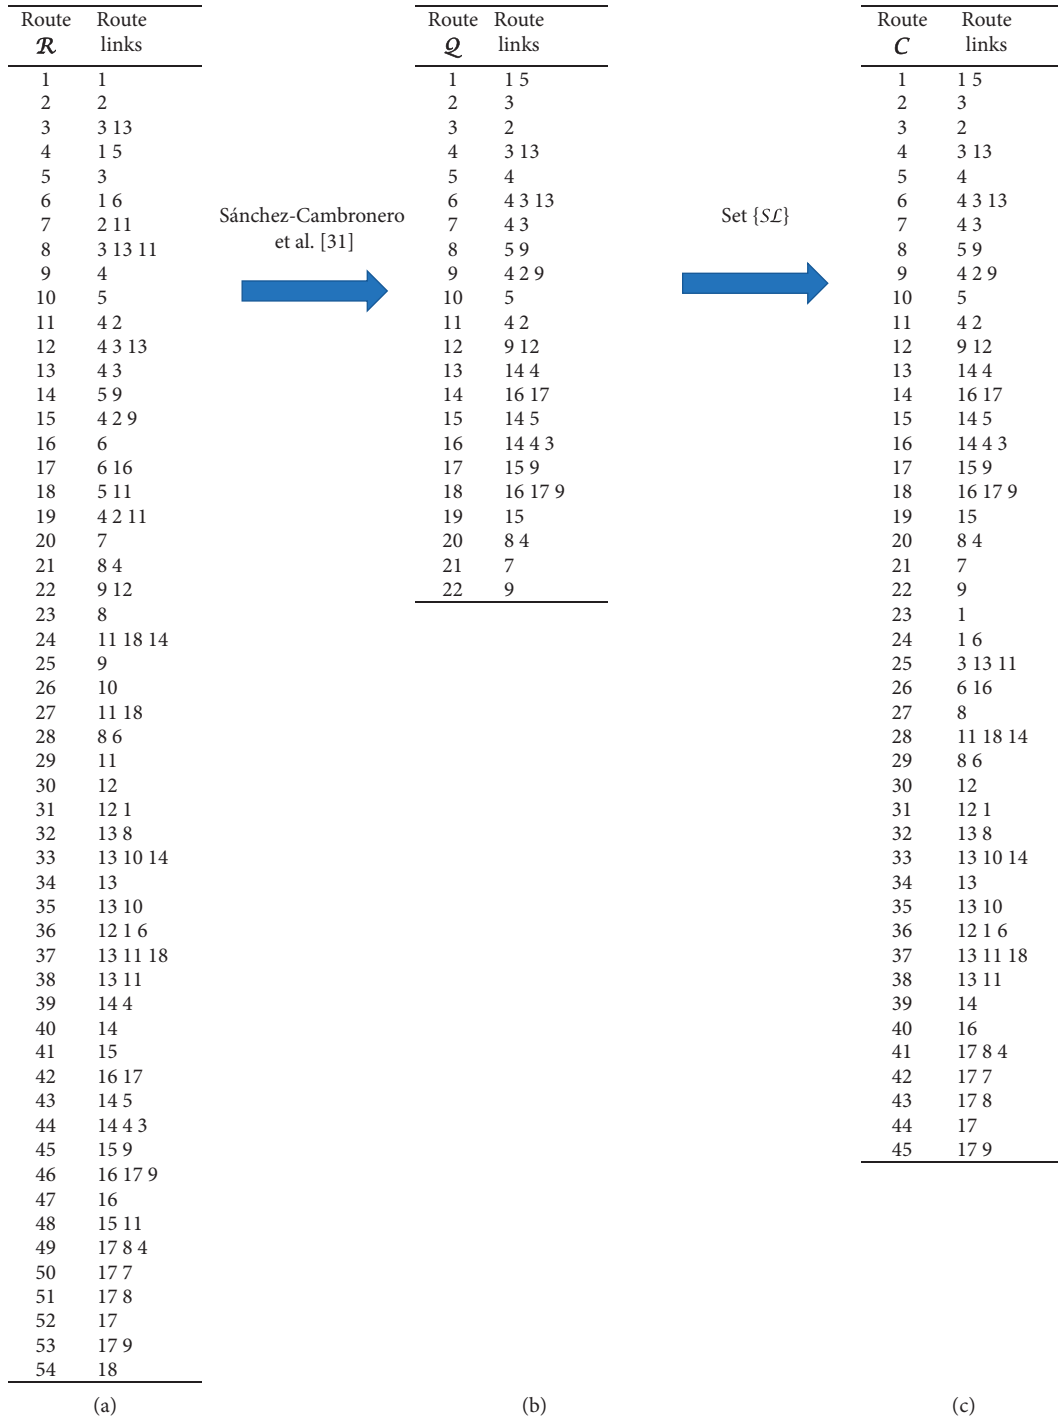 Route Route
R links
1 1
2 2
3 3 13
4 1 5
5 3
6 1 6
7 2 11
8 3 13 11
9 4
10 5
11 4 2
12 4 3 13
13 4 3
14 5 9
15 4 2 9
16 6
17 6 16
18 5 11
19 4 2 11
20 7
21 8 4
22 9 12
23 8
24 11 18 14
25 9
26 10
27 11 18
28 8 6
29 11
30 12
31 12 1
32 13 8
33 13 10 14
34 13
35 13 10
36 12 1 6
37 13 11 18
38 13 11
39 14 4
40 14
41 15
42 16 17
43 14 5
44 14 4 3
45 15 9
46 16 17 9
47 16
48 15 11
49 17 8 4
50 17 7
51 17 8
52 17
53 17 9
54 18
(a)
Sánchez-Cambronero
et al. [31]
Route Route
Q links
1 1 5
2 3
3 2
4 3 13
5 4
6 4 3 13
7 4 3
8 5 9
9 4 2 9
10 5
11 4 2
12 9 12
13 14 4
14 16 17
15 14 5
16 14 4 3
17 15 9
18 16 17 9
19 15
20 8 4
21 7
22 9
(b)
Set {SL}
Route Route
C links
1 1 5
2 3
3 2
4 3 13
5 4
6 4 3 13
7 4 3
8 5 9
9 4 2 9
10 5
11 4 2
12 9 12
13 14 4
14 16 17
15 14 5
16 14 4 3
17 15 9
18 16 17 9
19 15
20 8 4
21 7
22 9
23 1
24 1 6
25 3 13 11
26 6 16
27 8
28 11 18 14
29 8 6
30 12
31 12 1
32 13 8
33 13 10 14
34 13
35 13 10
36 12 1 6
37 13 11 18
38 13 11
39 14
40 16
41 17 8 4
42 17 7
43 17 8
44 17
45 17 9
(c)